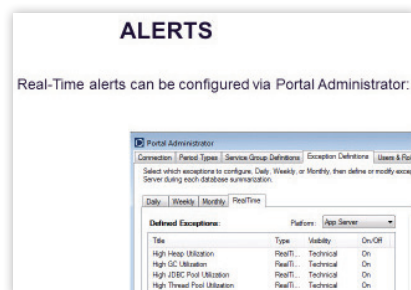 ALERTS
Real-Time alerts can be configured via Portal Administrator:
Portal Administrator
Connection Period Types Service Group Definitions Exception Definitions Users &
Select which exceptions to configure, Daily, Weekly, or Monthly, then define or modify
Server during each database summarization.
Daily Weekly Monthly RealTime
Defined Exceptions: Platform: App Server
Title Type Visibility On/Off
High Heap Utilization RealTi... Technical On
High GC Utilization RealTi... Technical On
High JDBC Pool Utilization RealTi... Technical On
High Thread Pool Utilization RealTi... Technical On